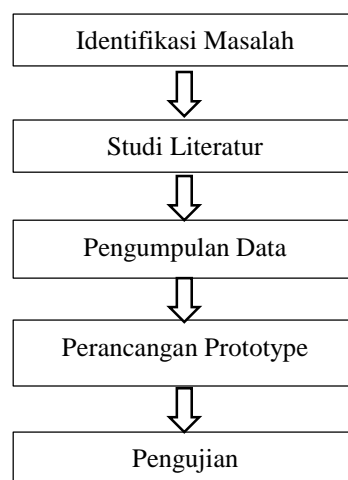 Identifikasi Masalah
Studi Literatur
Pengumpulan Data
Perancangan Prototype
Pengujian